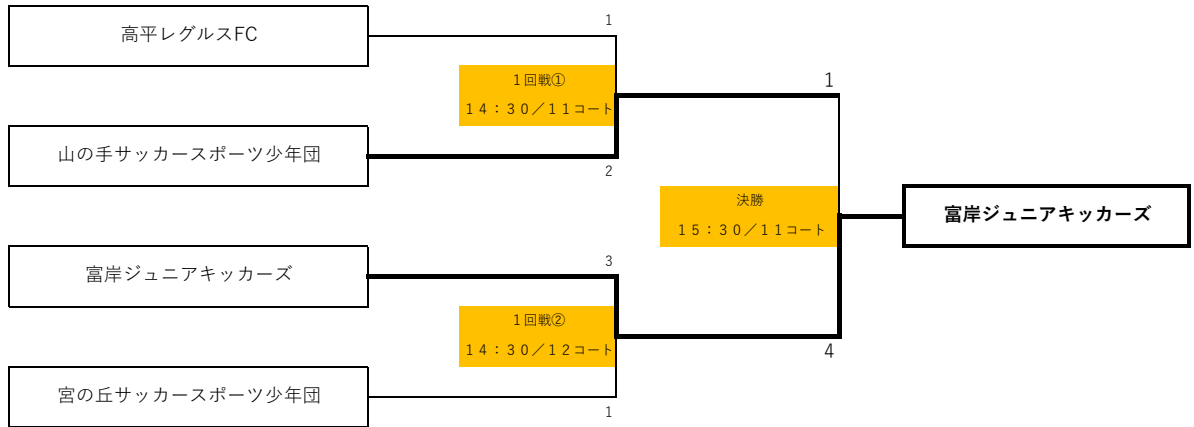 高平レグルスFC
1
1回戦①
14：30／11コート
山の手サッカースポーツ少年団
2
1
決勝
15：30／11コート
富岸ジュニアキッカーズ
富岸ジュニアキッカーズ
3
1回戦②
14：30／12コート
4
宮の丘サッカースポーツ少年団
1